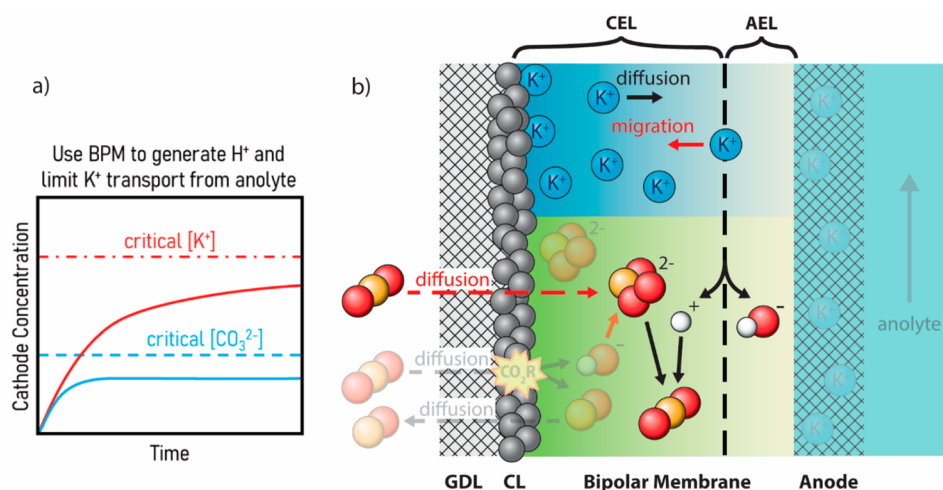 a)
Use BPM to generate H⁺ and
limit K⁺ transport from anolyte
critical [K⁺]
critical [CO₃²⁻]
Cathode Concentration
Time
b)
CEL
AEL
K⁺
K⁺
diffusion
K⁺
migration
K⁺
K⁺
K⁺
K⁺
K⁺
K⁺
K⁺
K⁺
K⁺
K⁺
2-
diffusion
2-
+
-
anolyte
diffusion
CO₂R
-
diffusion
GDL
CL
Bipolar Membrane
Anode